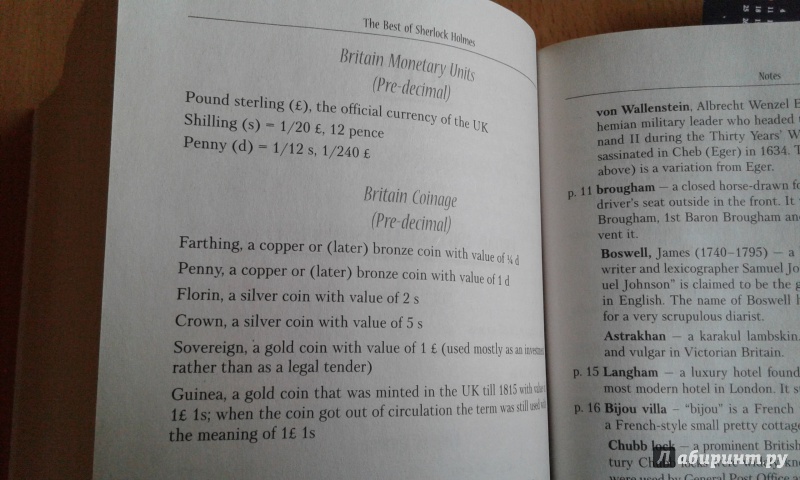 The Best of Sherlock Holmes
Britain Monetary Units
(Pre-decimal)
Pound sterling (£), the official currency of the UK
Shilling (s) = 1/20 £, 12 pence
Penny (d) = 1/12 s, 1/240 £
Britain Coinage
(Pre-decimal)
Farthing, a copper or (later) bronze coin with value of ¼ d
Penny, a copper or (later) bronze coin with value of 1 d
Florin, a silver coin with value of 2 s
Crown, a silver coin with value of 5 s
Sovereign, a gold coin with value of 1 £ (used mostly as an
rather than as a legal tender)
Guinea, a gold coin that was minted in the UK till 1815 with
1£ 1s; when the coin got out of circulation the term was still used
the meaning of 1£ 1s
Notes
von Wallenstein, Albrecht Wenzel
hemian military leader who headed
nand II during the Thirty Years'
sassinated in Cheb (Eger) in 1634.
above) is a variation from Eger.
p. 11 brougham – a closed horse-drawn
driver's seat outside in the front. It
Brougham, 1st Baron Brougham
vent it.
Boswell, James (1740–1795) – a
writer and lexicographer Samuel
uel Johnson" is claimed to be the
in English. The name of Boswell
for a very scrupulous diarist.
Astrakhan – a karakul lambskin.
and vulgar in Victorian Britain.
p. 15 Langham – a luxury hotel found
most modern hotel in London. It
p. 16 Bijou villa – "bijou" is a French
a French-style small pretty cottage
Chubb lock – a prominent British
tury
were used by General Post Office
Лабиринт.ру